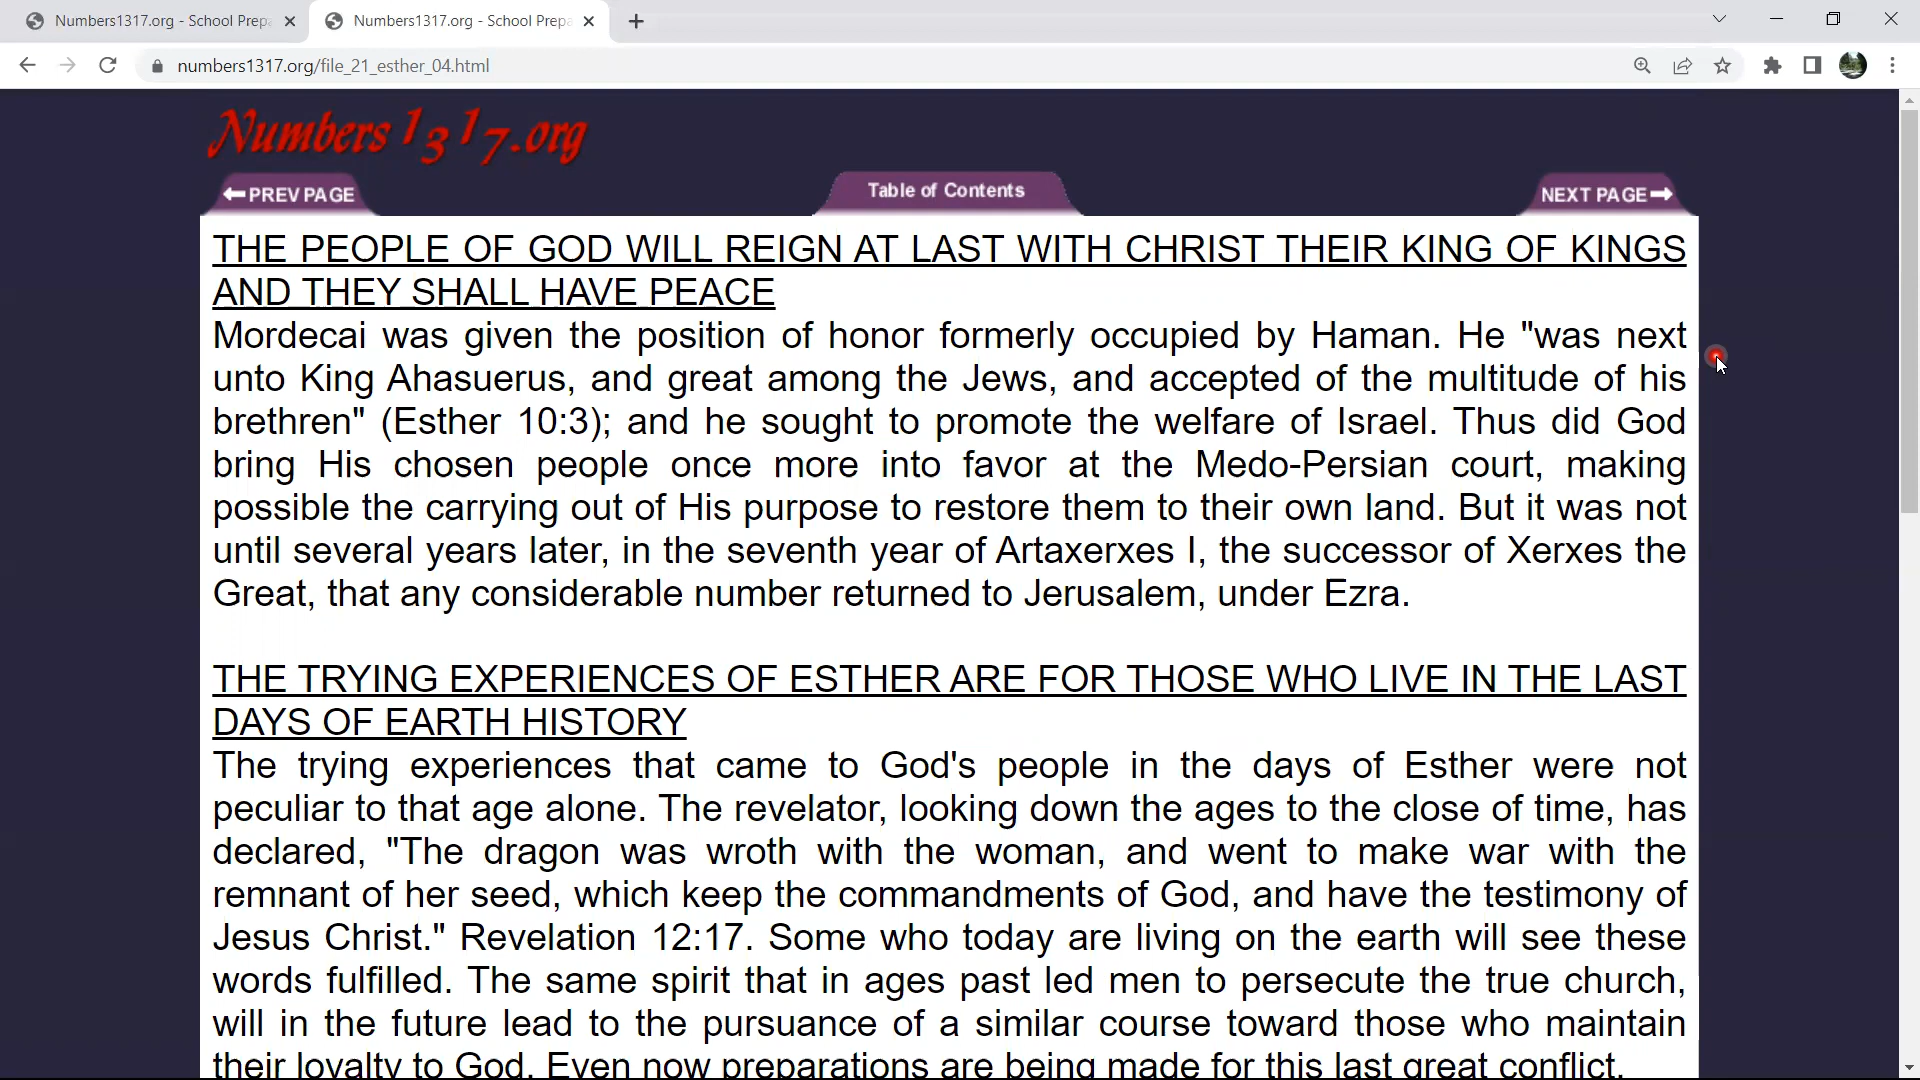 Numbers1317.org - School Prepa
Numbers1317.org - School Prepa
numbers1317.org/file_21_esther_04.html
Numbers1317.org
PREV PAGE
Table of Contents
NEXT PAGE
THE PEOPLE OF GOD WILL REIGN AT LAST WITH CHRIST THEIR KING OF KINGS
AND THEY SHALL HAVE PEACE
Mordecai was given the position of honor formerly occupied by Haman. He "was next
unto King Ahasuerus, and great among the Jews, and accepted of the multitude of his
brethren" (Esther 10:3); and he sought to promote the welfare of Israel. Thus did God
bring His chosen people once more into favor at the Medo-Persian court, making
possible the carrying out of His purpose to restore them to their own land. But it was not
until several years later, in the seventh year of Artaxerxes I, the successor of Xerxes the
Great, that any considerable number returned to Jerusalem, under Ezra.
THE TRYING EXPERIENCES OF ESTHER ARE FOR THOSE WHO LIVE IN THE LAST
DAYS OF EARTH HISTORY
The trying experiences that came to God's people in the days of Esther were not
peculiar to that age alone. The revelator, looking down the ages to the close of time, has
declared, "The dragon was wroth with the woman, and went to make war with the
remnant of her seed, which keep the commandments of God, and have the testimony of
Jesus Christ." Revelation 12:17. Some who today are living on the earth will see these
words fulfilled. The same spirit that in ages past led men to persecute the true church,
will in the future lead to the pursuance of a similar course toward those who maintain
their loyalty to God. Even now preparations are being made for this last great conflict.